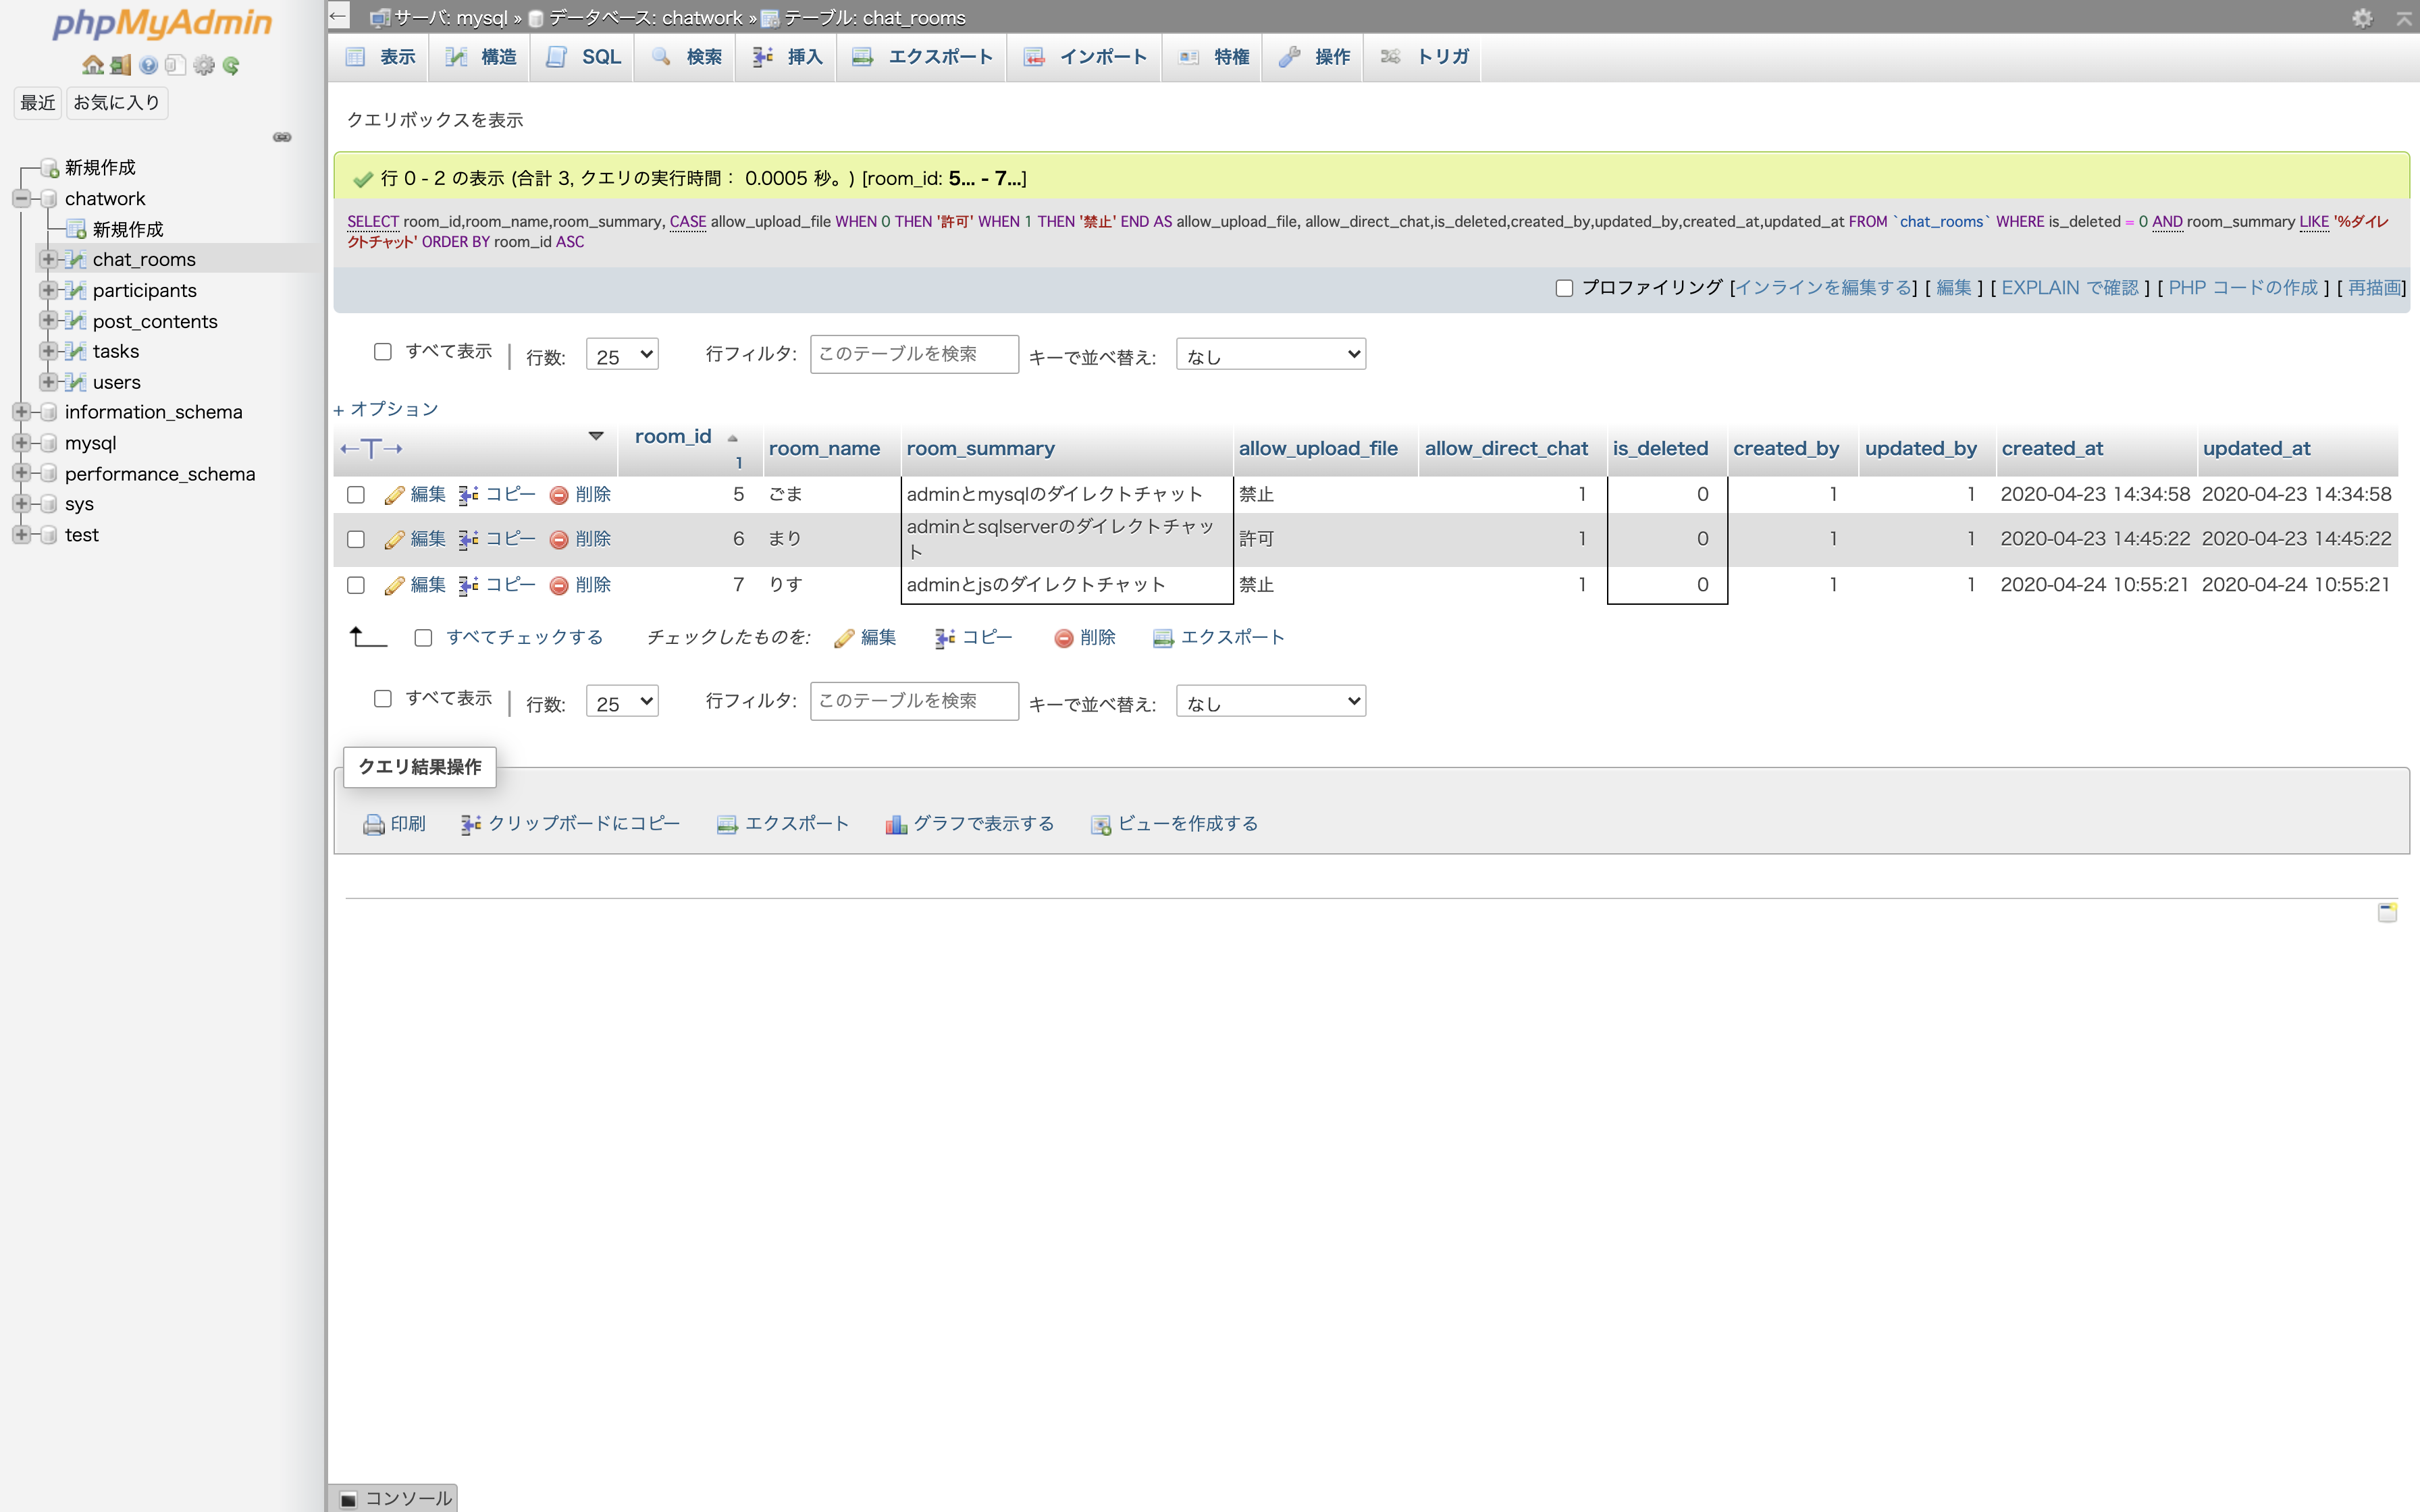 phpMyAdmin
最近 お気に入り
新規作成
chatwork
新規作成
chat_rooms
participants
post_contents
tasks
users
information_schema
mysql
performance_schema
sys
test
サーバ: mysql » データベース: chatwork » テーブル: chat_rooms
表示 構造 SQL 検索 挿入 エクスポート インポート 特権 操作 トリガ
クエリボックスを表示
行 0 - 2 の表示 (合計 3, クエリの実行時間： 0.0005 秒。) [room_id: 5... - 7...]
SELECT room_id,room_name,room_summary, CASE allow_upload_file WHEN 0 THEN '許可' WHEN 1 THEN '禁止' END AS allow_upload_file, allow_direct_chat,is_deleted,created_by,updated_by,created_at,updated_at FROM `chat_rooms` WHERE is_deleted = 0 AND room_summary LIKE '%ダイレ
クトチャット' ORDER BY room_id ASC
プロファイリング [インラインを編集する] [ 編集 ] [ EXPLAIN で確認 ] [ PHP コードの作成 ] [ 再描画]
すべて表示 | 行数: 25 行フィルタ: このテーブルを検索 キーで並べ替え: なし
+ オプション
←T→ room_id 1 room_name room_summary allow_upload_file allow_direct_chat is_deleted created_by updated_by created_at updated_at
編集 コピー 削除 5 ごま adminとmysqlのダイレクトチャット 禁止 1 0 1 1 2020-04-23 14:34:58 2020-04-23 14:34:58
編集 コピー 削除 6 まり adminとsqlserverのダイレクトチャッ
ト 許可 1 0 1 1 2020-04-23 14:45:22 2020-04-23 14:45:22
編集 コピー 削除 7 りす adminとjsのダイレクトチャット 禁止 1 0 1 1 2020-04-24 10:55:21 2020-04-24 10:55:21
すべてチェックする チェックしたものを: 編集 コピー 削除 エクスポート
すべて表示 | 行数: 25 行フィルタ: このテーブルを検索 キーで並べ替え: なし
クエリ結果操作
印刷 クリップボードにコピー エクスポート グラフで表示する ビューを作成する
コンソール